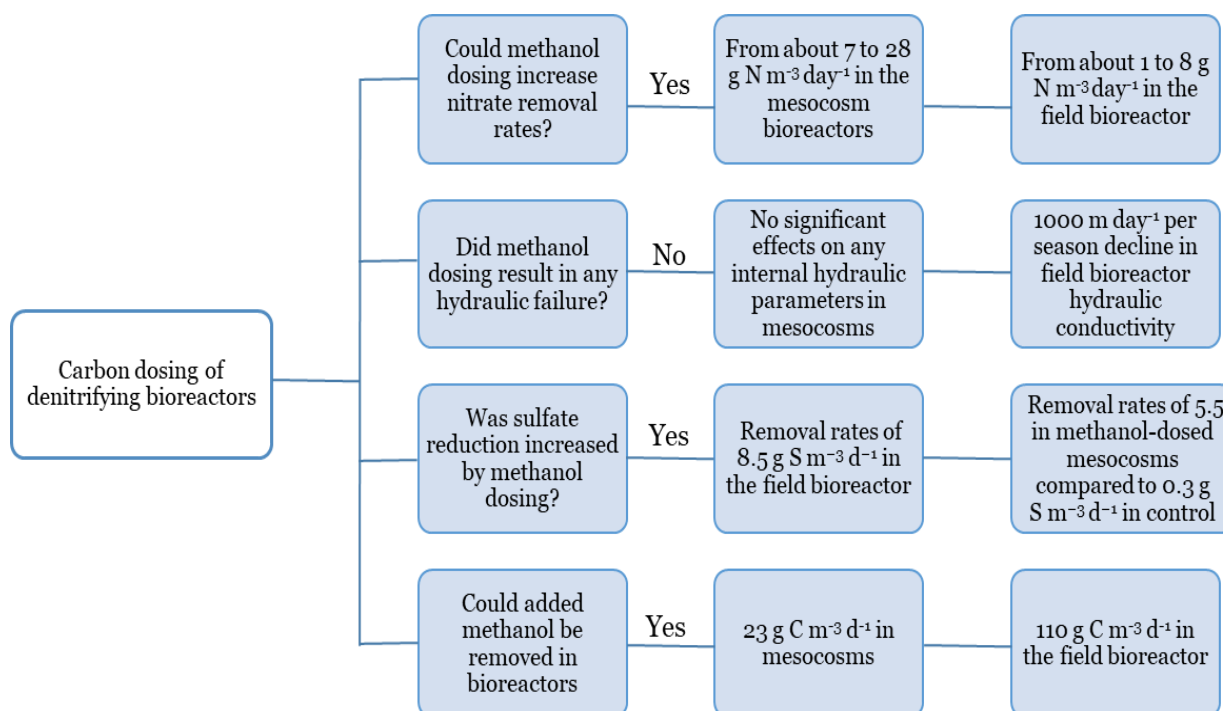 Could methanol
dosing increase
nitrate removal
rates?
Yes
From about 7 to 28
g N m⁻³ day⁻¹ in the
mesocosm
bioreactors
From about 1 to 8 g
N m⁻³ day⁻¹ in the
field bioreactor
Did methanol
dosing result in any
hydraulic failure?
No
No significant
effects on any
internal hydraulic
parameters in
mesocosms
1000 m day⁻¹ per
season decline in
field bioreactor
hydraulic
conductivity
Carbon dosing of
denitrifying bioreactors
Was sulfate
reduction increased
by methanol
dosing?
Yes
Removal rates of
8.5 g S m⁻³ d⁻¹ in
the field bioreactor
Removal rates of 5.5
in methanol-dosed
mesocosms
compared to 0.3 g
S m⁻³ d⁻¹ in control
Could added
methanol be
removed in
bioreactors
Yes
23 g C m⁻³ d⁻¹ in
mesocosms
110 g C m⁻³ d⁻¹ in
the field bioreactor